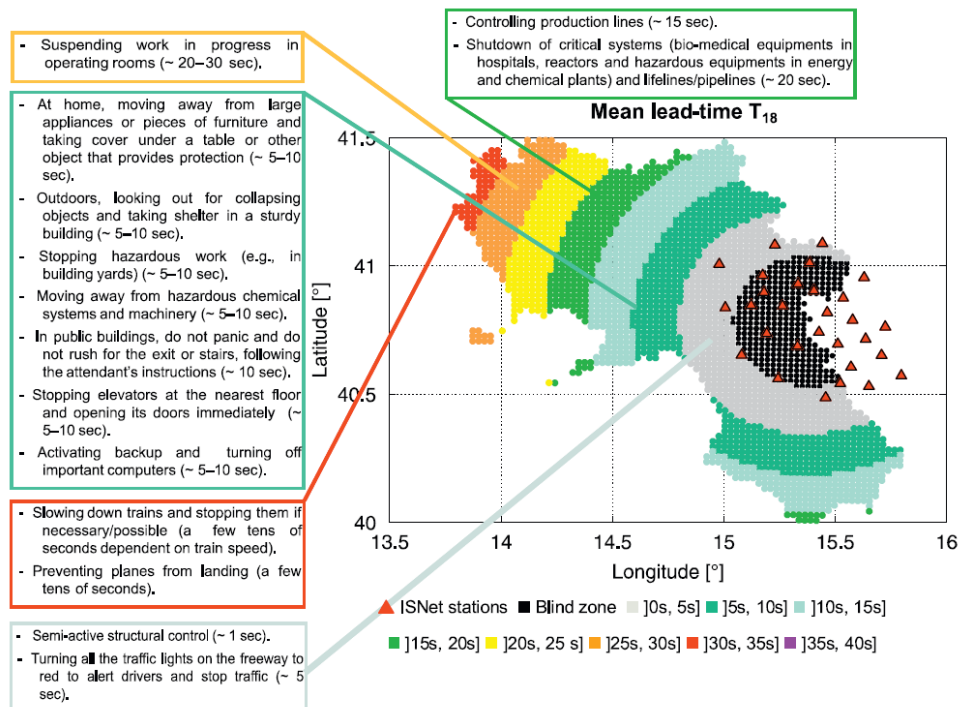 - Controlling production lines (~ 15 sec).
- Shutdown of critical systems (bio-medical equipments in
hospitals, reactors and hazardous equipments in energy
and chemical plants) and lifelines/pipelines (~ 20 sec).
- Suspending work in progress in
operating rooms (~ 20–30 sec).
- At home, moving away from large
appliances or pieces of furniture and
taking cover under a table or other
object that provides protection (~ 5–10
sec).
- Outdoors, looking out for collapsing
objects and taking shelter in a sturdy
building (~ 5–10 sec).
- Stopping hazardous work (e.g., in
building yards) (~ 5–10 sec).
- Moving away from hazardous chemical
systems and machinery (~ 5–10 sec).
- In public buildings, do not panic and do
not rush for the exit or stairs, following
the attendant's instructions (~ 10 sec).
- Stopping elevators at the nearest floor
and opening its doors immediately (~
5–10 sec).
- Activating backup and turning off
important computers (~ 5–10 sec).
- Slowing down trains and stopping them if
necessary/possible (a few tens of
seconds dependent on train speed).
- Preventing planes from landing (a few
tens of seconds).
- Semi-active structural control (~ 1 sec).
- Turning all the traffic lights on the freeway to
red to alert drivers and stop traffic (~ 5
sec).
Mean lead-time T18
41.5
41
40.5
40
Latitude [°]
13.5 14 14.5 15 15.5 16
Longitude [°]
ISNet stations Blind zone ]0s, 5s] ]5s, 10s] ]10s, 15s]
]15s, 20s] ]20s, 25 s] ]25s, 30s] ]30s, 35s] ]35s, 40s]